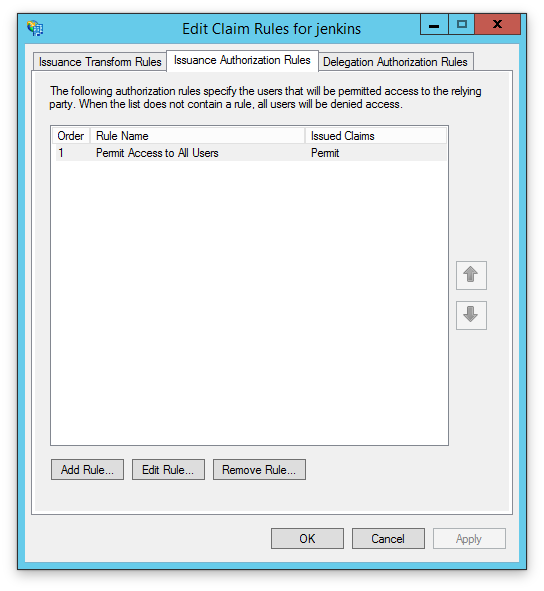 Edit Claim Rules for jenkins
Issuance Transform Rules Issuance Authorization Rules Delegation Authorization Rules
The following authorization rules specify the users that will be permitted access to the relying
party. When the list does not contain a rule, all users will be denied access.
Order Rule Name Issued Claims
1 Permit Access to All Users Permit
Add Rule... Edit Rule... Remove Rule...
OK Cancel Apply